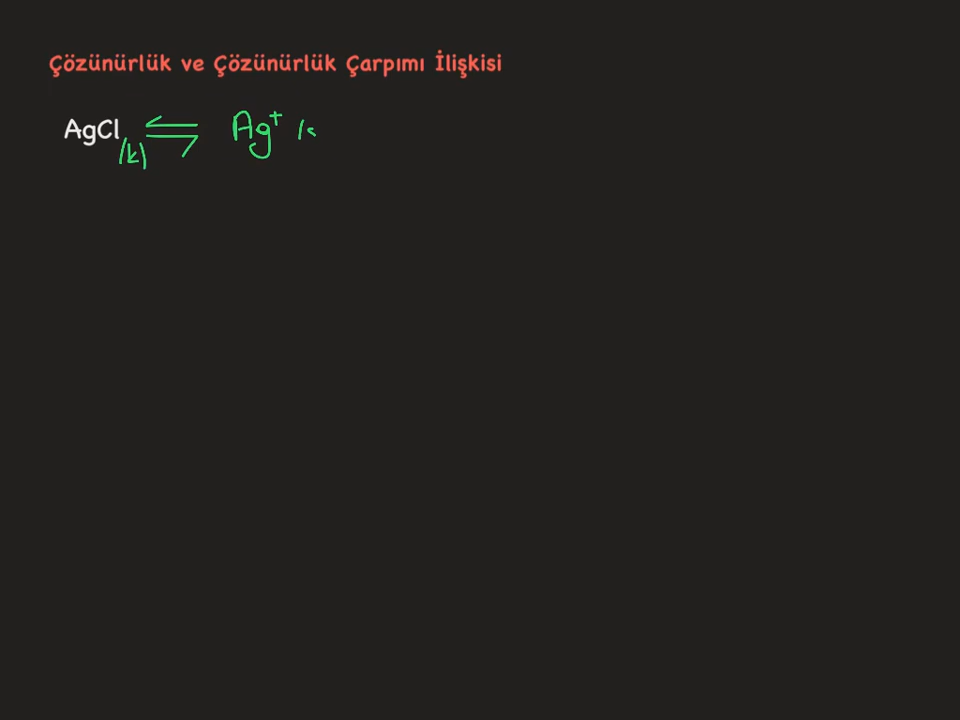 Çözünürlük ve Çözünürlük Çarpımı İlişkisi
AgCl(k) ⇌ Ag⁺